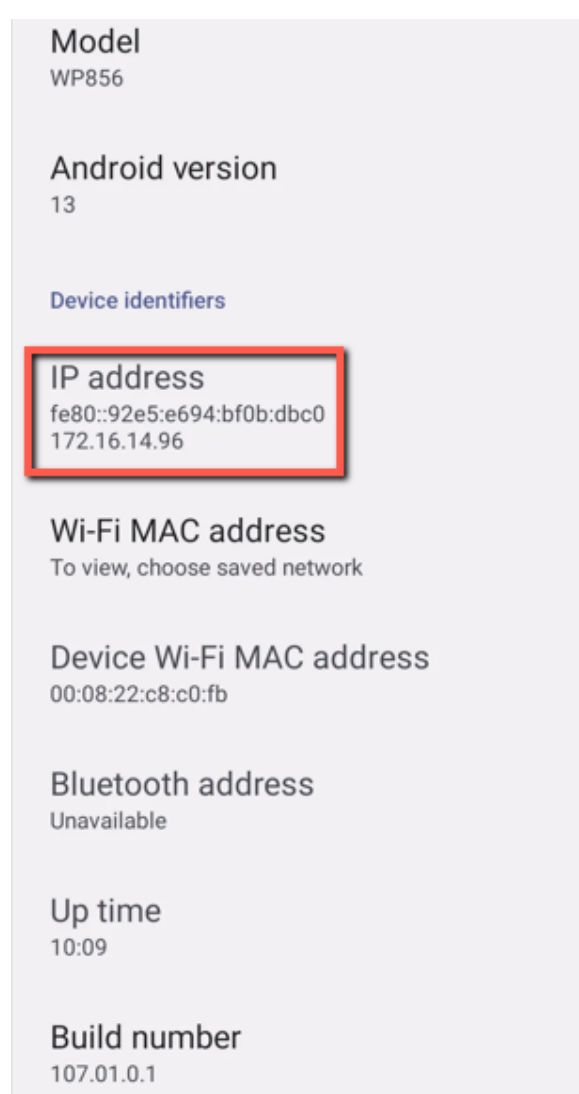 Model
WP856
Android version
13
Device identifiers
IP address
fe80::92e5:e694:bf0b:dbc0
172.16.14.96
Wi-Fi MAC address
To view, choose saved network
Device Wi-Fi MAC address
00:08:22:c8:c0:fb
Bluetooth address
Unavailable
Up time
10:09
Build number
107.01.0.1